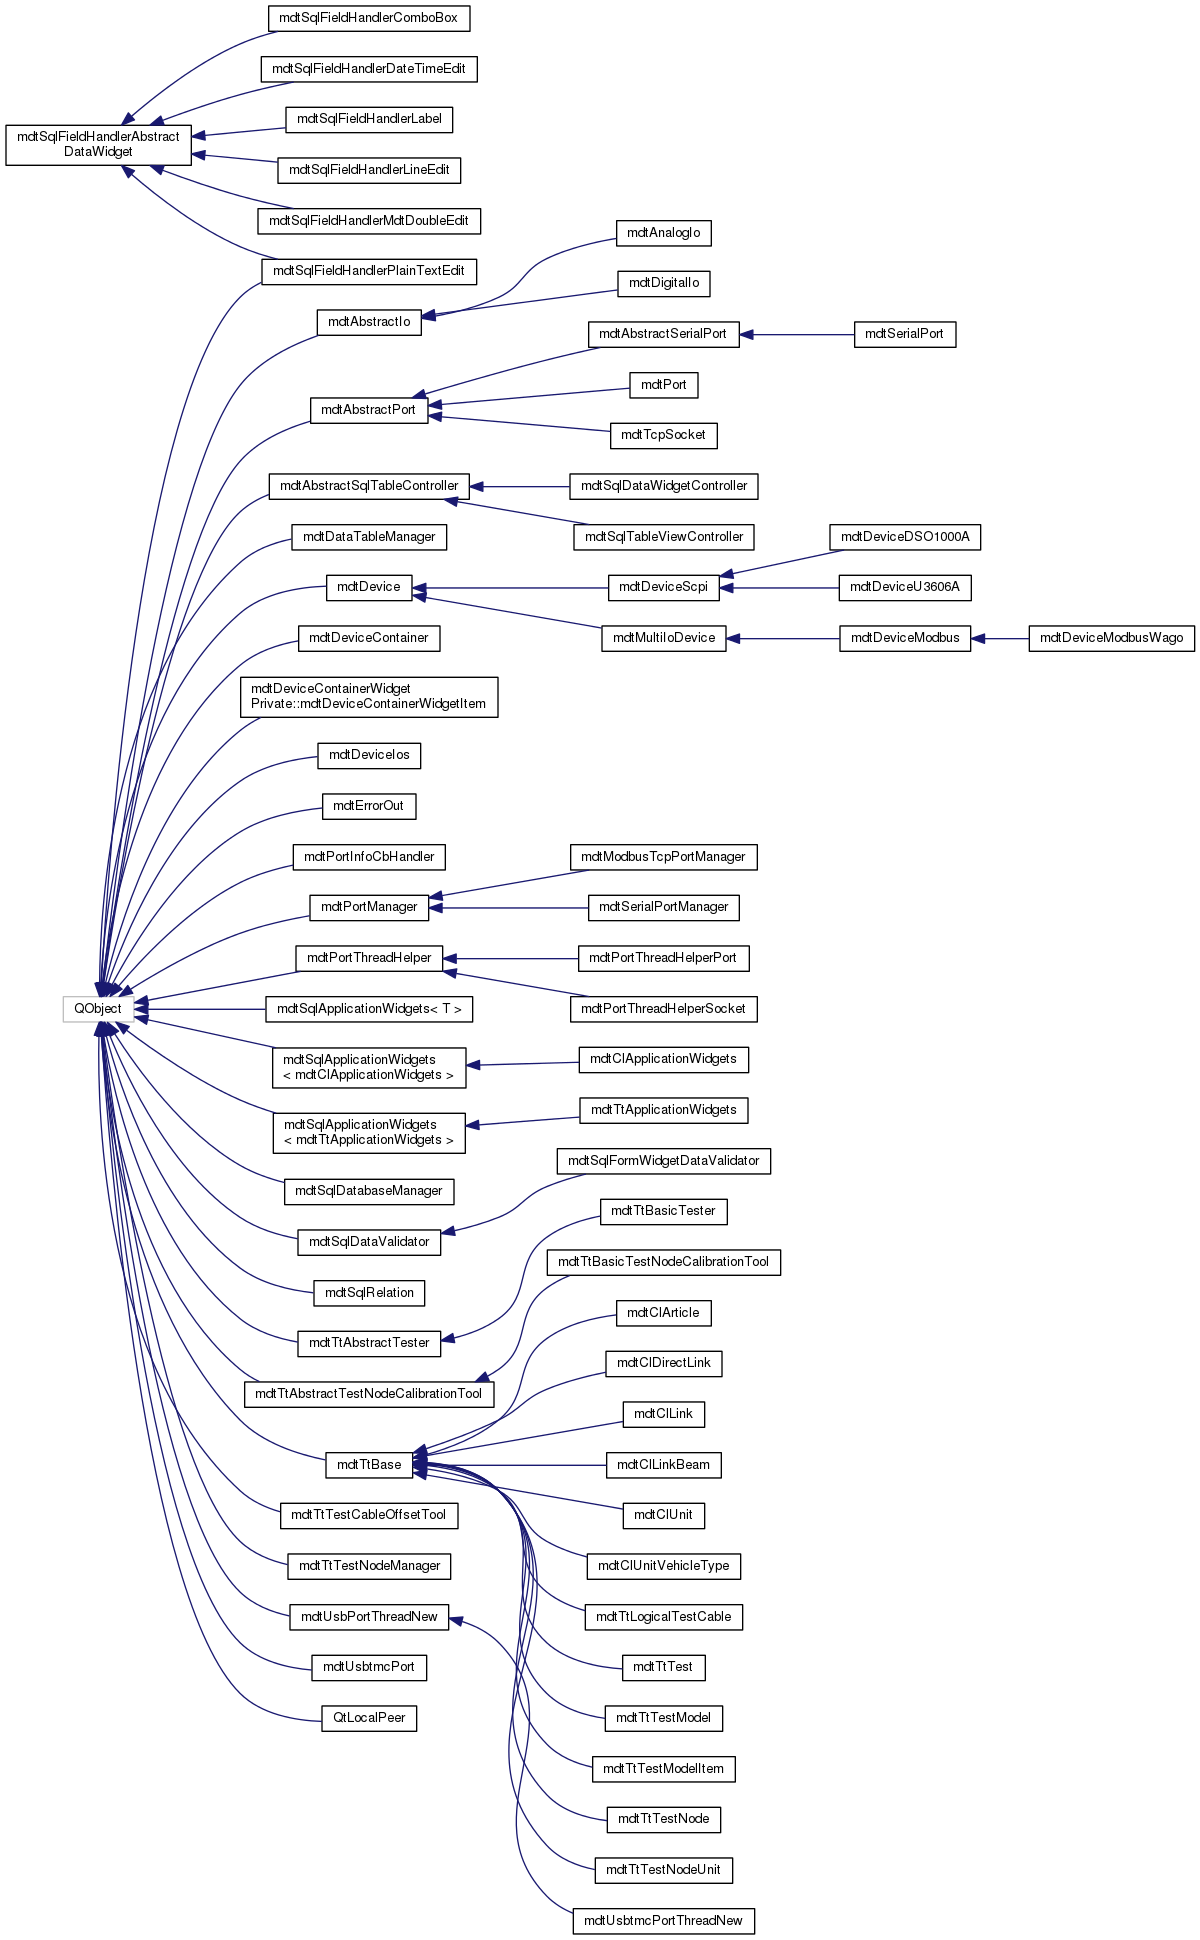 mdtSqlFieldHandlerComboBox
mdtSqlFieldHandlerDateTimeEdit
mdtSqlFieldHandlerLabel
mdtSqlFieldHandlerAbstract
DataWidget
mdtSqlFieldHandlerLineEdit
mdtSqlFieldHandlerMdtDoubleEdit
mdtSqlFieldHandlerPlainTextEdit
mdtAnalogIo
mdtDigitalIo
mdtAbstractIo
mdtAbstractSerialPort
mdtSerialPort
mdtPort
mdtAbstractPort
mdtTcpSocket
mdtAbstractSqlTableController
mdtSqlDataWidgetController
mdtDataTableManager
mdtSqlTableViewController
mdtDeviceDSO1000A
mdtDevice
mdtDeviceScpi
mdtDeviceU3606A
mdtDeviceContainer
mdtMultiIoDevice
mdtDeviceModbus
mdtDeviceModbusWago
mdtDeviceContainerWidget
Private::mdtDeviceContainerWidgetItem
mdtDeviceIos
mdtErrorOut
mdtPortInfoCbHandler
mdtModbusTcpPortManager
mdtPortManager
mdtSerialPortManager
mdtPortThreadHelper
mdtPortThreadHelperPort
QObject
mdtSqlApplicationWidgets< T >
mdtPortThreadHelperSocket
mdtSqlApplicationWidgets
< mdtClApplicationWidgets >
mdtClApplicationWidgets
mdtSqlApplicationWidgets
< mdtTtApplicationWidgets >
mdtTtApplicationWidgets
mdtSqlFormWidgetDataValidator
mdtSqlDatabaseManager
mdtTtBasicTester
mdtSqlDataValidator
mdtTtBasicTestNodeCalibrationTool
mdtSqlRelation
mdtClArticle
mdtTtAbstractTester
mdtClDirectLink
mdtTtAbstractTestNodeCalibrationTool
mdtClLink
mdtTtBase
mdtClLinkBeam
mdtTtTestCableOffsetTool
mdtClUnit
mdtTtTestNodeManager
mdtClUnitVehicleType
mdtUsbPortThreadNew
mdtTtLogicalTestCable
mdtUsbtmcPort
mdtTtTest
QtLocalPeer
mdtTtTestModel
mdtTtTestModelItem
mdtTtTestNode
mdtTtTestNodeUnit
mdtUsbtmcPortThreadNew